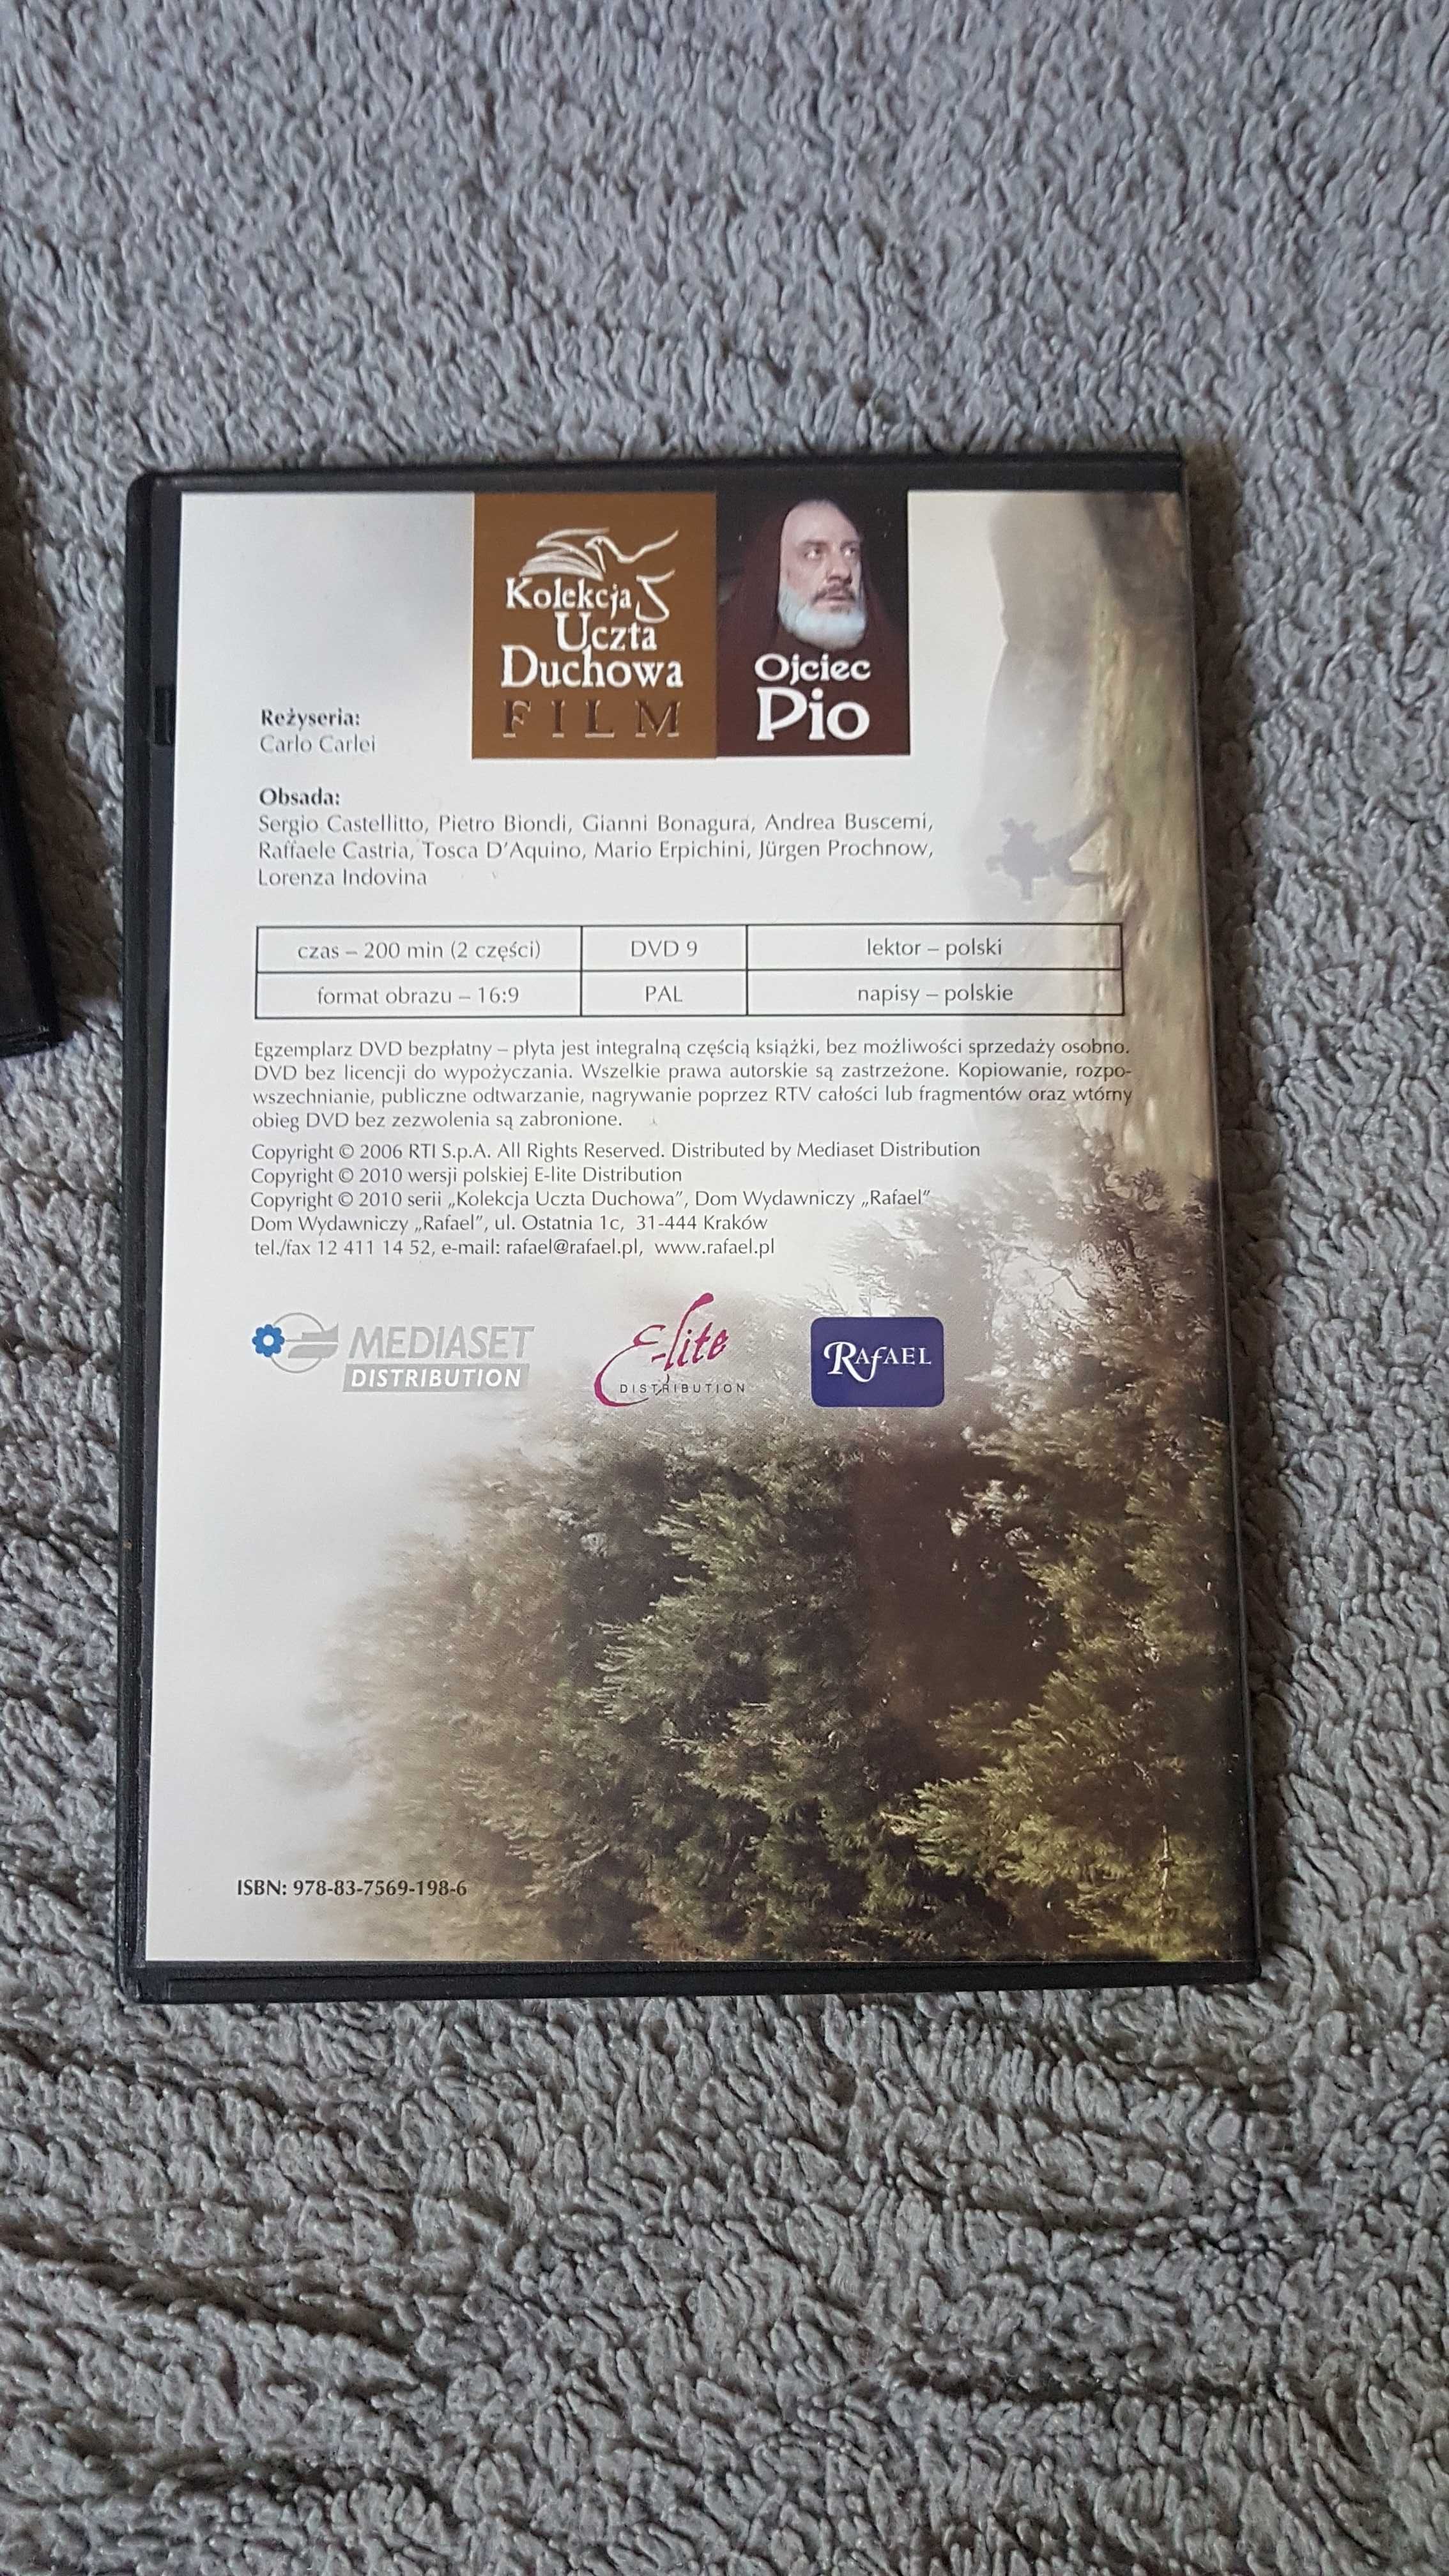 Kolekcja
Uczta
Duchowa
FILM
Ojciec
Pio
Reżyseria:
Carlo Carlei
Obsada:
Sergio Castellitto, Pietro Biondi, Gianni Bonagura, Andrea Buscemi,
Raffaele Castria, Tosca D'Aquino, Mario Erpichini, Jürgen Prochnow,
Lorenza Indovina
czas – 200 min (2 części) DVD 9 lektor – polski
format obrazu – 16:9 PAL napisy – polskie
Egzemplarz DVD bezpłatny – płyta jest integralną częścią książki, bez możliwości sprzedaży osobno.
DVD bez licencji do wypożyczania. Wszelkie prawa autorskie są zastrzeżone. Kopiowanie, rozpo-
wszechnianie, publiczne odtwarzanie, nagrywanie poprzez RTV całości lub fragmentów oraz wtórny
obieg DVD bez zezwolenia są zabronione.
Copyright © 2006 RTI S.p.A. All Rights Reserved. Distributed by Mediaset Distribution
Copyright © 2010 wersji polskiej E-lite Distribution
Copyright © 2010 serii „Kolekcja Uczta Duchowa”, Dom Wydawniczy „Rafael”
Dom Wydawniczy „Rafael”, ul. Ostatnia 1c, 31-444 Kraków
tel./fax 12 411 14 52, e-mail: rafael@rafael.pl, www.rafael.pl
MEDIASET
DISTRIBUTION
E-lite
DISTRIBUTION
RAfAEL
ISBN: 978-83-7569-198-6